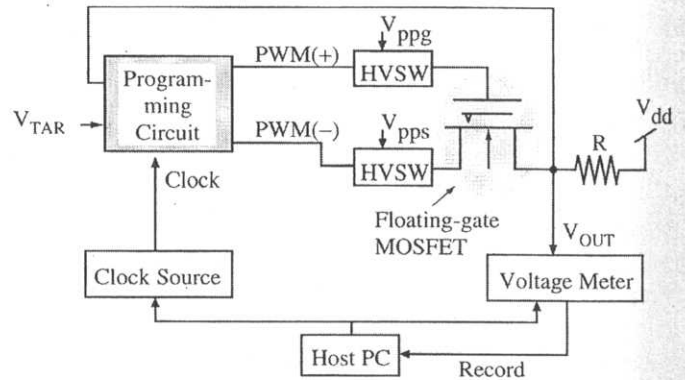 V_ppg
PWM(+)
HVSW
Program-
ming
Circuit
V_TAR
PWM(−)
V_pps
HVSW
V_dd
R
Clock
Floating-gate
MOSFET
V_OUT
Clock Source
Voltage Meter
Host PC
Record